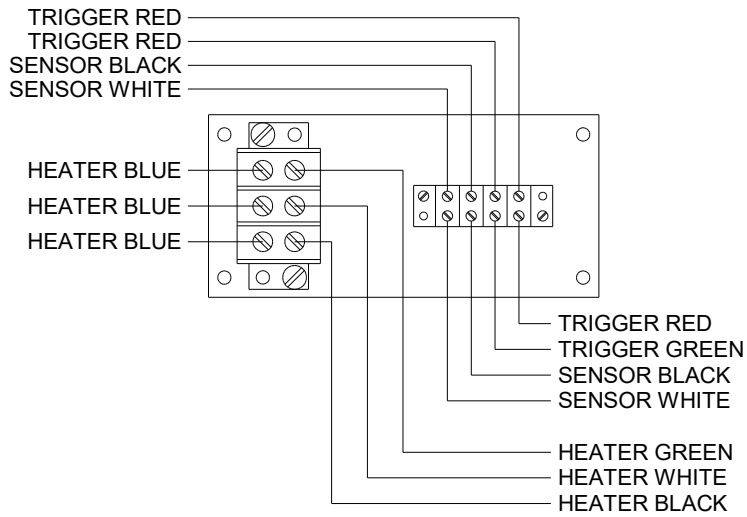 TRIGGER RED
TRIGGER RED
SENSOR BLACK
SENSOR WHITE
HEATER BLUE
HEATER BLUE
HEATER BLUE
TRIGGER RED
TRIGGER GREEN
SENSOR BLACK
SENSOR WHITE
HEATER GREEN
HEATER WHITE
HEATER BLACK